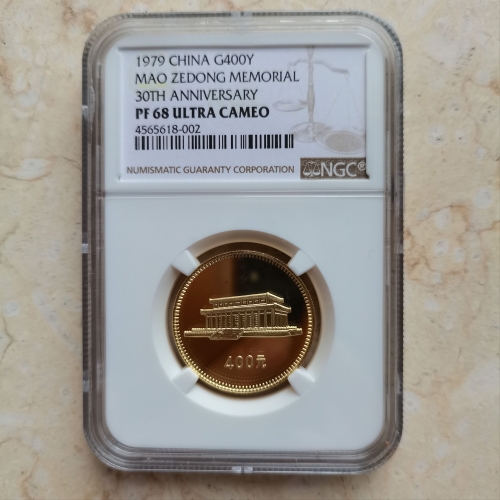 1979 CHINA G400Y
MAO ZEDONG MEMORIAL
30TH ANNIVERSARY
PF 68 ULTRA CAMEO
4565618-002
NUMISMATIC GUARANTY CORPORATION
NGC®
400元